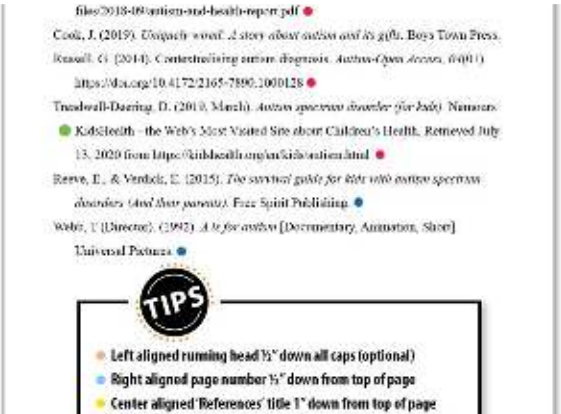 files/2018-09/autism-and-health-report.pdf
Cook, J. (2019). Uniquely wired: A story about autism and its gifts. Boys Town Press.
Russell, G. (2014). Contextualising autism diagnosis. Autism-Open Access, 04(01).
https://doi.org/10.4172/2165-7890.1000128
Treadwell-Deering, D. (2019, March). Autism spectrum disorder (for kids). Nemours
KidsHealth - the Web's Most Visited Site about Children's Health. Retrieved July
13, 2020 from https://kidshealth.org/en/kids/autism.html
Reeve, E., & Verdick, E. (2015). The survival guide for kids with autism spectrum
disorders (And their parents). Free Spirit Publishing.
Webb, T (Director). (1992). A is for autism [Documentary, Animation, Short].
Universal Pictures.
TIPS
Left aligned running head ½" down all caps (optional)
Right aligned page number ½" down from top of page
Center aligned 'References' title 1" down from top of page